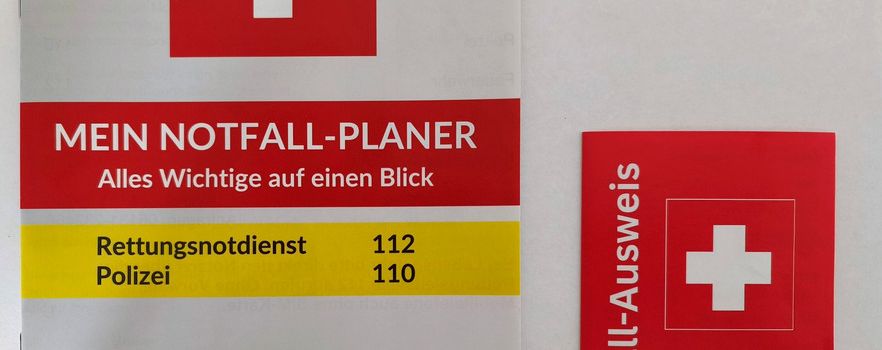 MEIN NOTFALL-PLANER
Alles Wichtige auf einen Blick
Rettungsnotdienst 112
Polizei 110
ll-Ausweis